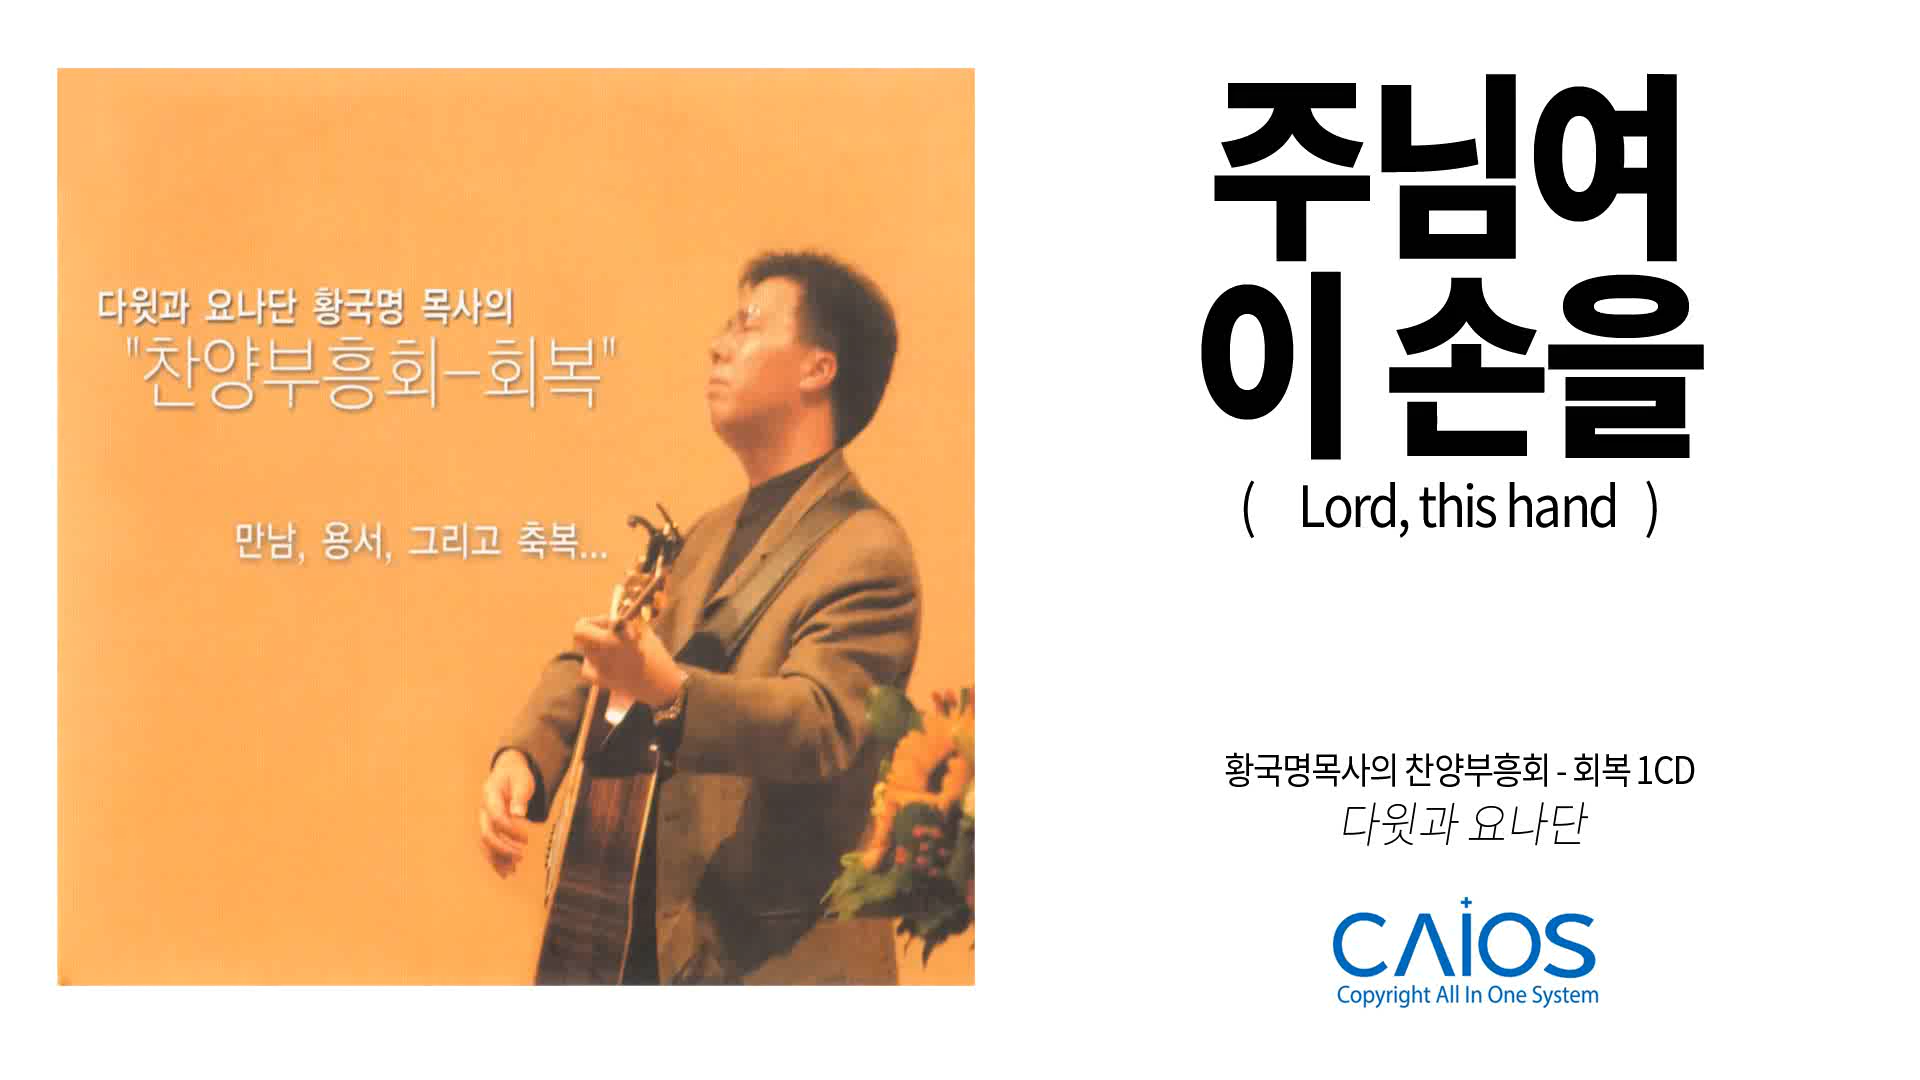 다윗과 요나단 황국명 목사의
"찬양부흥회-회복"
만남, 용서, 그리고 축복...
주님여
이 손을
( Lord, this hand )
황국명목사의 찬양부흥회 - 회복 1CD
다윗과 요나단
CAIOS
Copyright All In One System